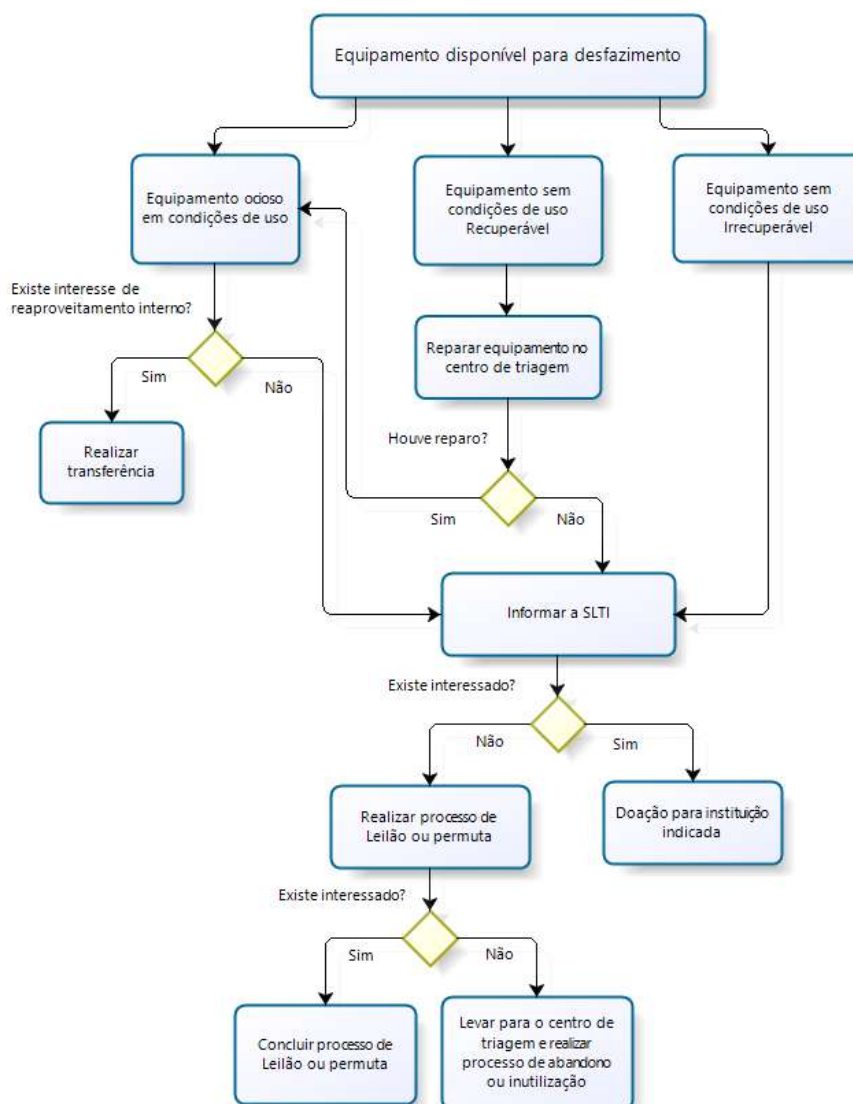 Equipamento disponível para desfazimento
Equipamento ocioso
em condições de uso
Equipamento sem
condições de uso
Recuperável
Equipamento sem
condições de uso
Irrecuperável
Existe interesse de
reaproveitamento interno?
Sim
Não
Realizar
transferência
Reparar equipamento no
centro de triagem
Houve reparo?
Sim
Não
Informar a SLTI
Existe interessado?
Não
Sim
Realizar processo de
Leilão ou permuta
Doação para instituição
indicada
Existe interessado?
Sim
Não
Concluir processo de
Leilão ou permuta
Levar para o centro de
triagem e realizar
processo de abandono
ou inutilização